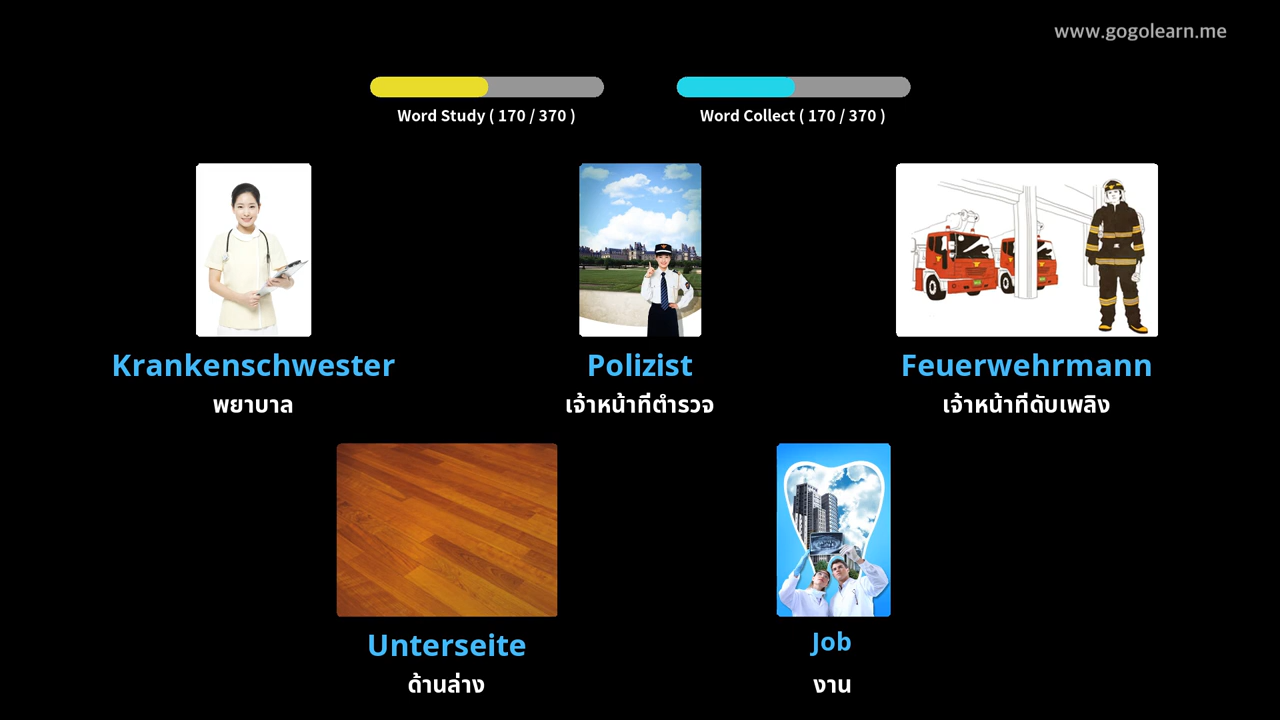 www.gogolearn.me
Word Study ( 170 / 370 )
Word Collect ( 170 / 370 )
Krankenschwester
พยาบาล
Polizist
เจ้าหน้าที่ตำรวจ
Feuerwehrmann
เจ้าหน้าที่ดับเพลิง
Unterseite
ด้านล่าง
Job
งาน